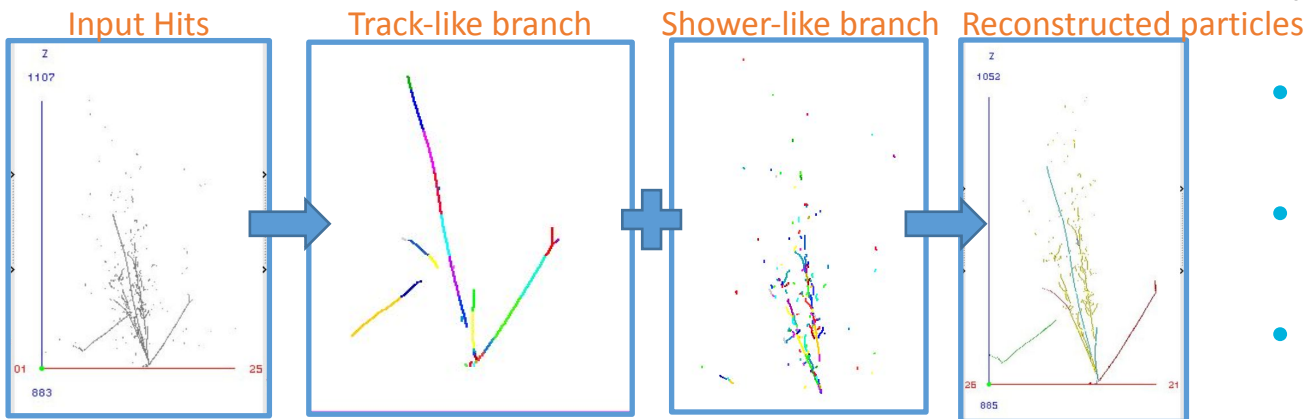 Input Hits
Track-like branch
Shower-like branch
Reconstructed particles
Z
1107
01
25
883
Z
1052
26
21
885